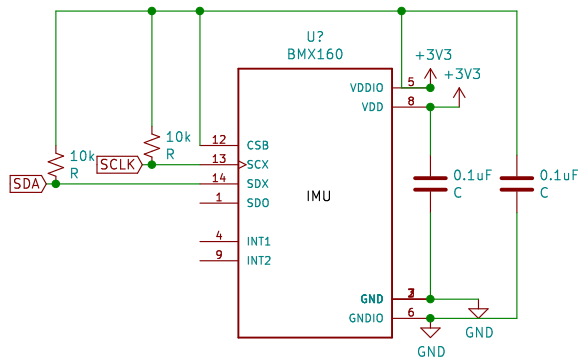 U?
BMX160
+3V3
+3V3
VDDIO 5
VDD 8
10k
R
10k
R
SCLK
SDA
12 CSB
13 SCX
14 SDX
1 SDO
IMU
0.1uF
C
0.1uF
C
4 INT1
9 INT2
GND
GNDIO 6
GND
GND